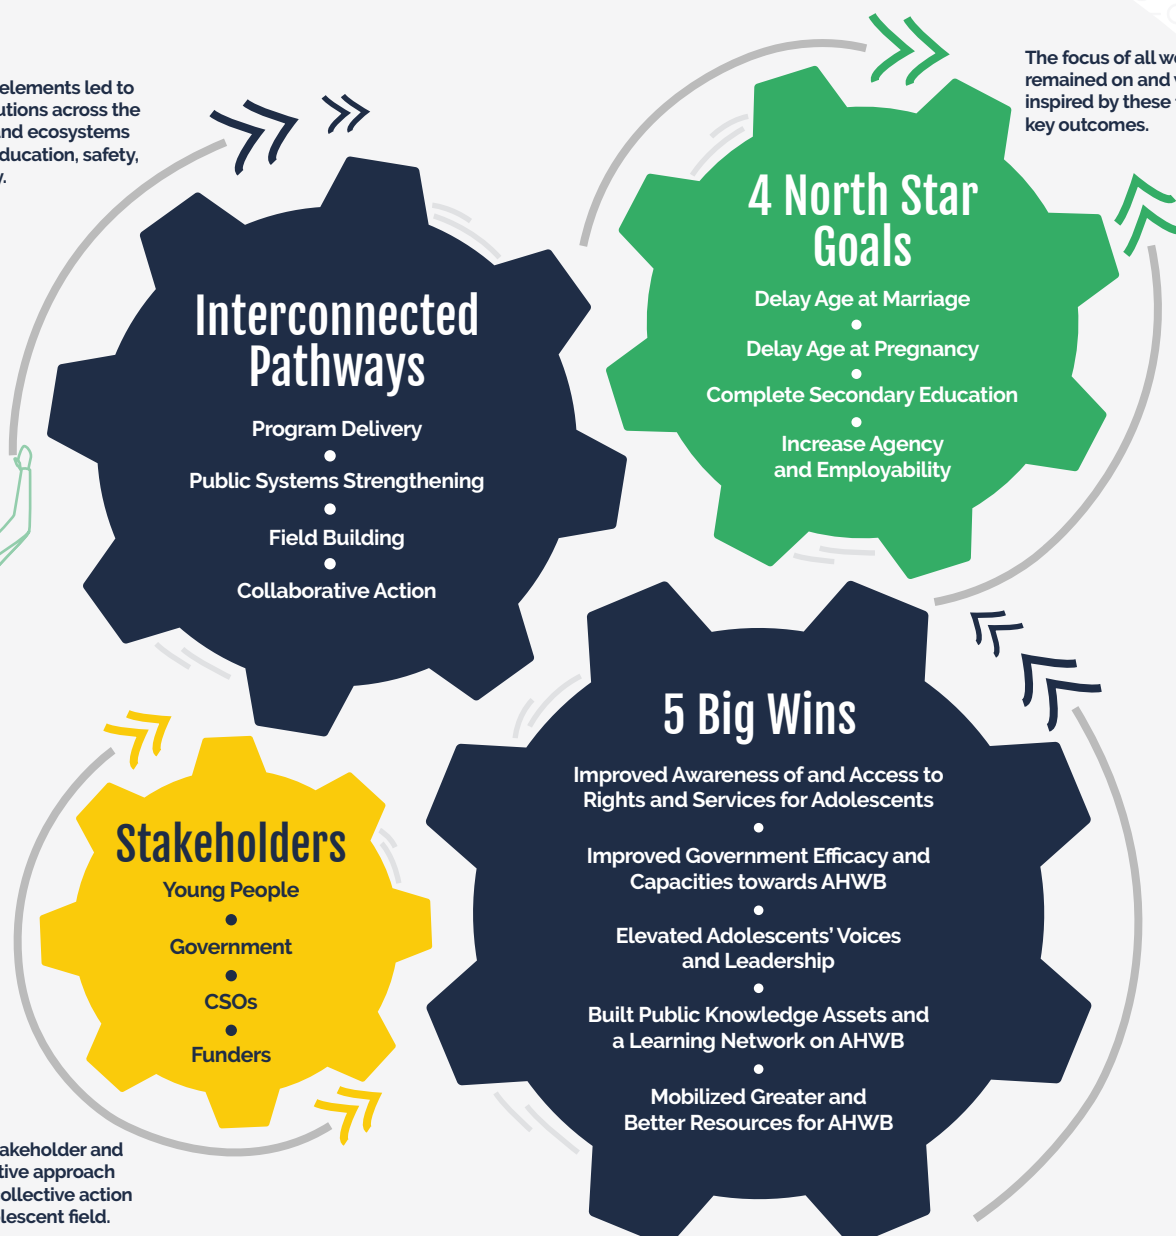 elements led to
utions across the
and ecosystems
education, safety,
The focus of all
remained on and
inspired by these
key outcomes.
Interconnected
Pathways
Program Delivery
Public Systems Strengthening
Field Building
Collaborative Action
4 North Star
Goals
Delay Age at Marriage
Delay Age at Pregnancy
Complete Secondary Education
Increase Agency
and Employability
Stakeholders
Young People
Government
CSOs
Funders
5 Big Wins
Improved Awareness of and Access to
Rights and Services for Adolescents
Improved Government Efficacy and
Capacities towards AHWB
Elevated Adolescents’ Voices
and Leadership
Built Public Knowledge Assets and
a Learning Network on AHWB
Mobilized Greater and
Better Resources for AHWB
akeholder and
tive approach
ollective action
lescent field.